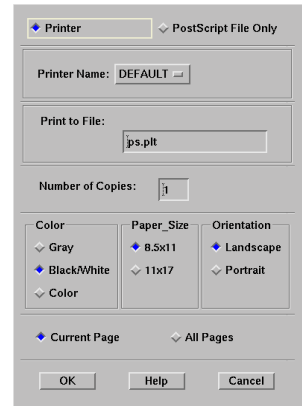 Printer PostScript File Only
Printer Name: DEFAULT
Print to File:
ps.plt
Number of Copies: 1
Color Paper_Size Orientation
Gray 8.5x11 Landscape
Black/White 11x17 Portrait
Color
Current Page All Pages
OK Help Cancel